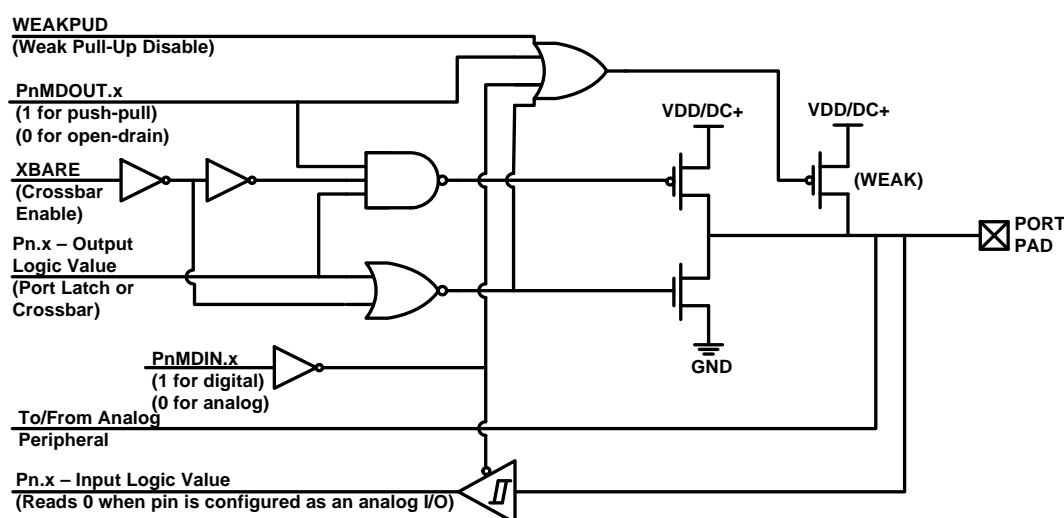 WEAKPUD
(Weak Pull-Up Disable)
PnMDOUT.x
(1 for push-pull)
(0 for open-drain)
XBARE
(Crossbar
Enable)
Pn.x – Output
Logic Value
(Port Latch or
Crossbar)
PnMDIN.x
(1 for digital)
(0 for analog)
To/From Analog
Peripheral
Pn.x – Input Logic Value
(Reads 0 when pin is configured as an analog I/O)
VDD/DC+
VDD/DC+
(WEAK)
PORT
PAD
GND